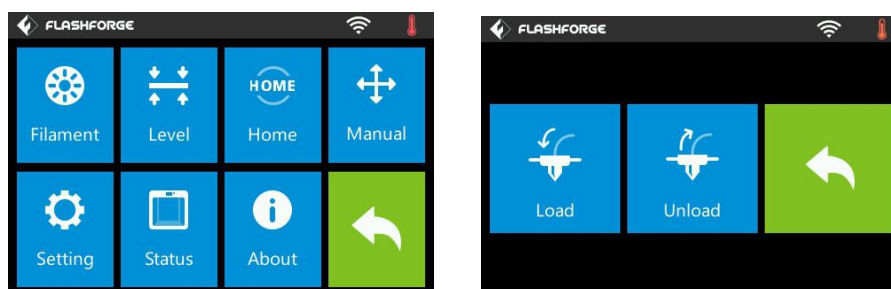 FLASHFORGE
Filament Level Home Manual
HOME
Setting Status About
FLASHFORGE
Load Unload